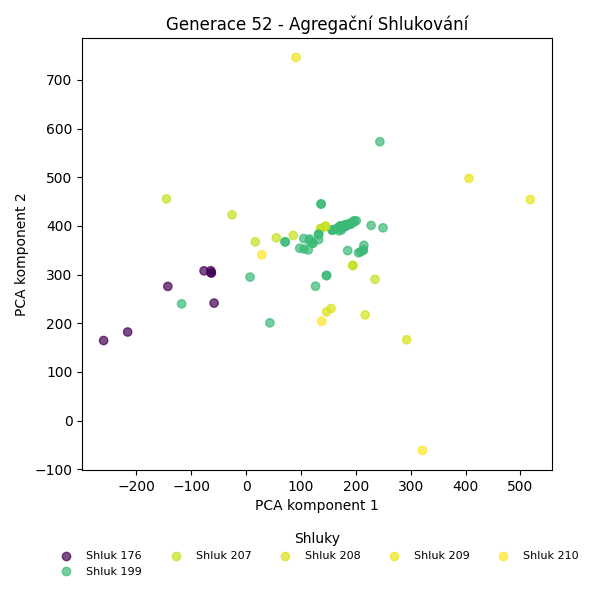 Generace 52 - Agregační Shlukování
PCA komponent 2
700
600
500
400
300
200
100
0
−100
−200 −100 0 100 200 300 400 500
PCA komponent 1
Shluky
Shluk 176 Shluk 207 Shluk 208 Shluk 209 Shluk 210
Shluk 199